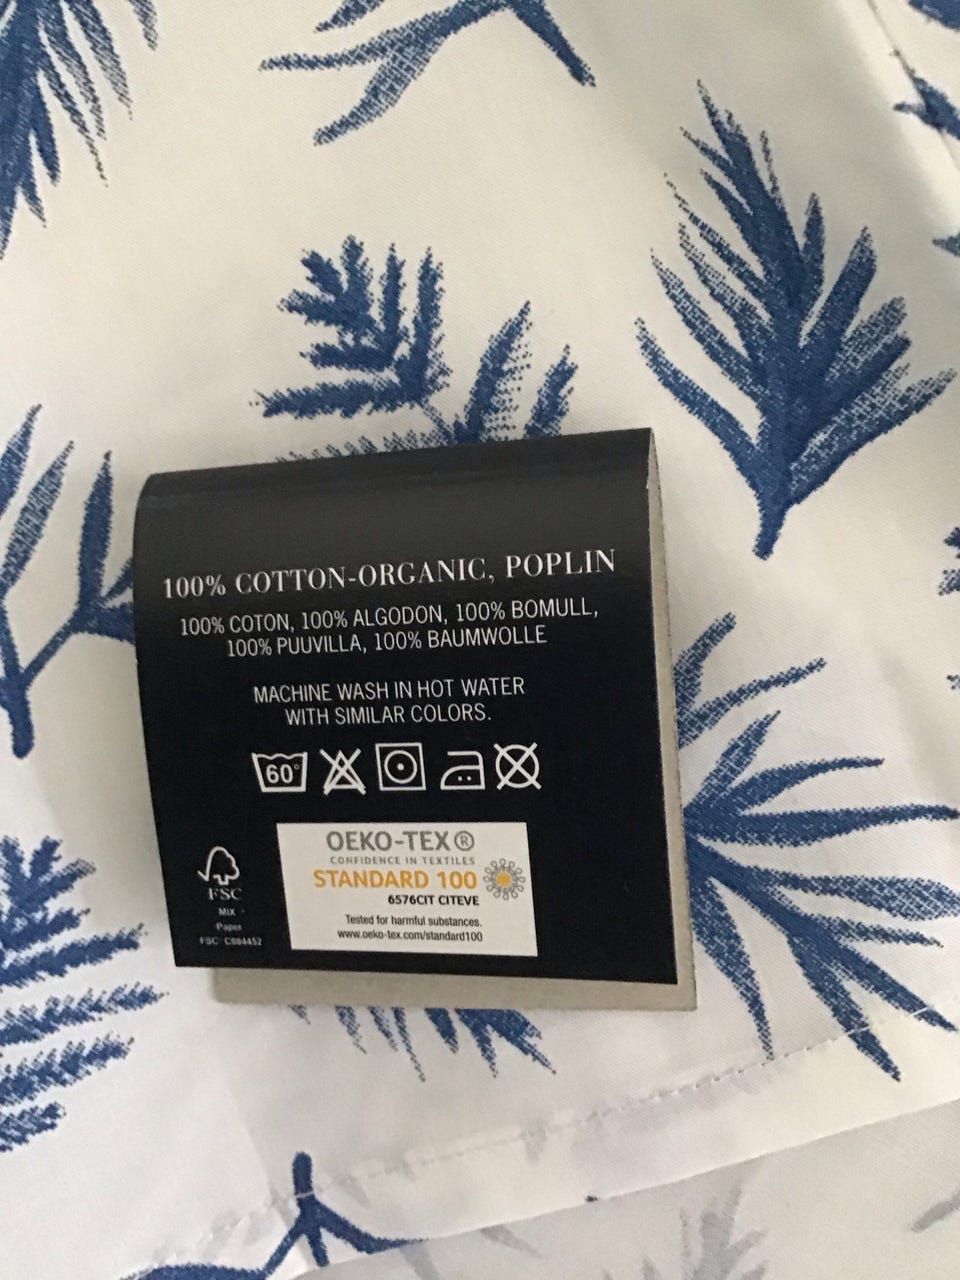 100% COTTON-ORGANIC, POPLIN
100% COTON, 100% ALGODON, 100% BOMULL,
100% PUUVILLA, 100% BAUMWOLLE
MACHINE WASH IN HOT WATER
WITH SIMILAR COLORS.
60°
OEKO-TEX®
CONFIDENCE IN TEXTILES
STANDARD 100
6576CIT CITEVE
Tested for harmful substances.
www.oeko-tex.com/standard100
FSC
MIX
Paper
FSC C084452